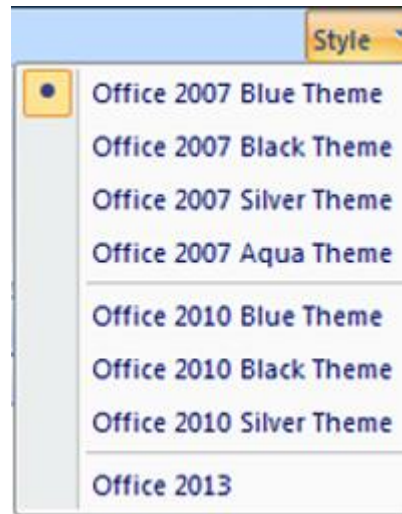 Style
Office 2007 Blue Theme
Office 2007 Black Theme
Office 2007 Silver Theme
Office 2007 Aqua Theme
Office 2010 Blue Theme
Office 2010 Black Theme
Office 2010 Silver Theme
Office 2013